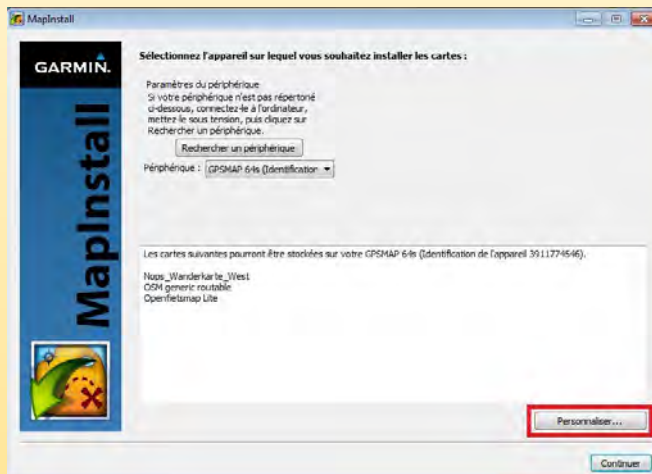 MapInstall
GARMIN.
MapInstall
Sélectionnez l'appareil sur lequel vous souhaitez installer les cartes :
Paramètres du périphérique
Si votre périphérique n'est pas répertorié
ci-dessous, connectez-le à l'ordinateur,
mettez-le sous tension, puis cliquez sur
Rechercher un périphérique.
Rechercher un périphérique
Périphérique : GPSMAP 64s (Identification
Les cartes suivantes pourront être stockées sur votre GPSMAP 64s (Identification de l'appareil 3911774546).
Nops_Wanderkarte_West
OSM generic routable
Openfietsmap Lite
Personnaliser...
Continuer